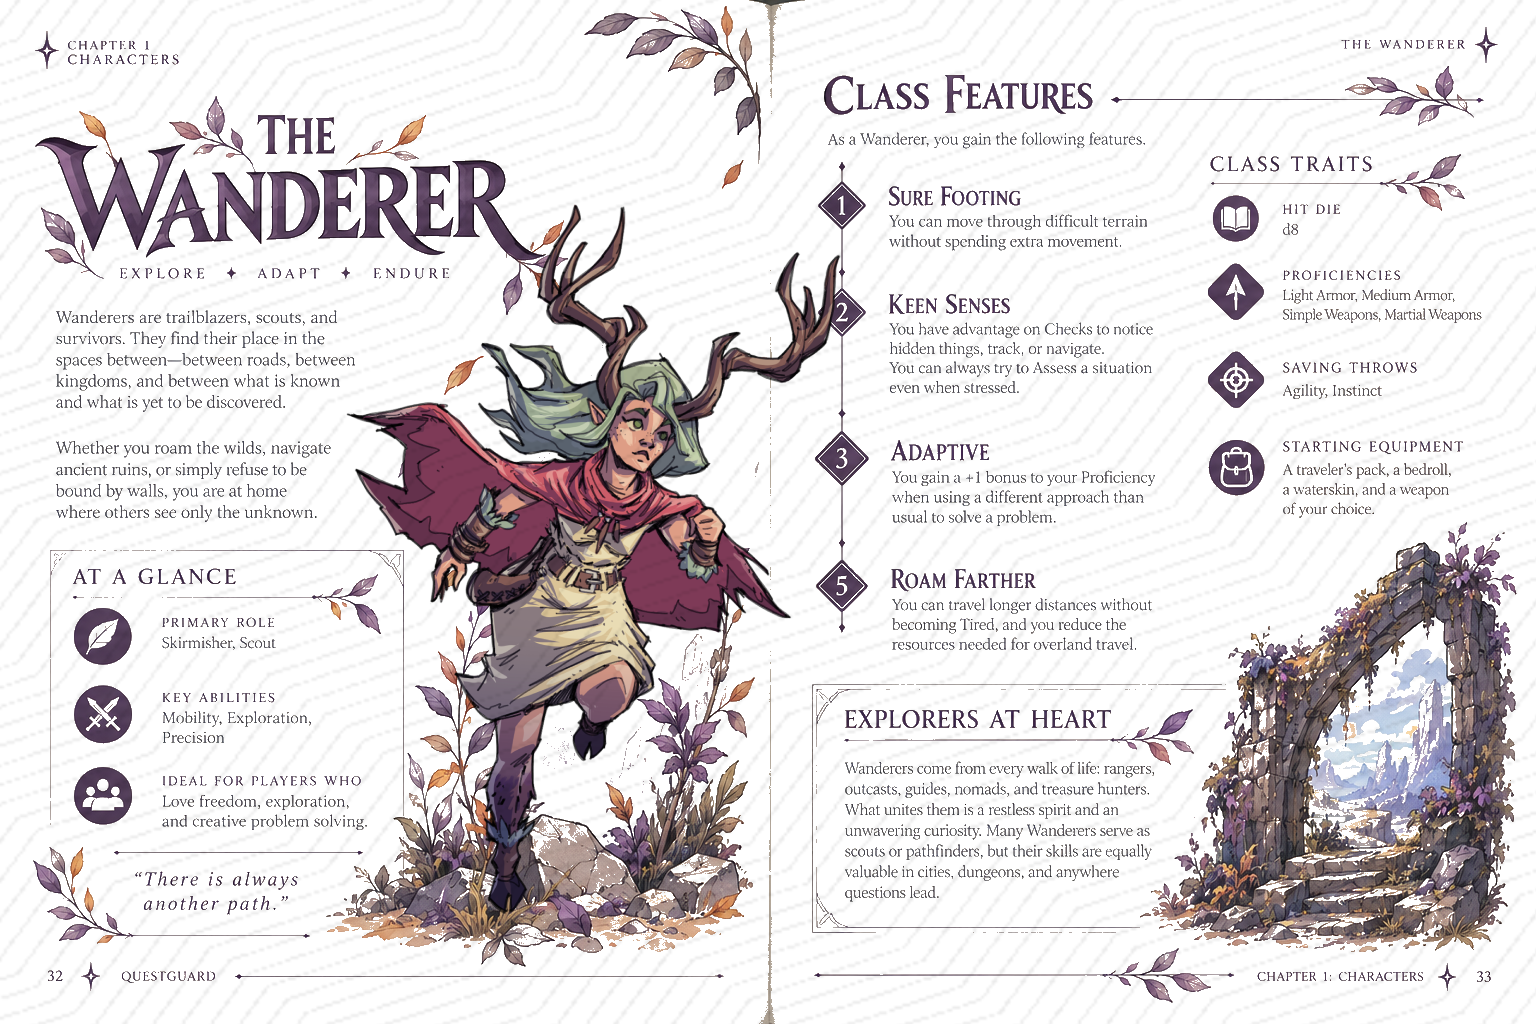 CHAPTER 1
CHARACTERS
THE
WANDERER
EXPLORE ✦ ADAPT ✦ ENDURE
Wanderers are trailblazers, scouts, and
survivors. They find their place in the
spaces between—between roads, between
kingdoms, and between what is known
and what is yet to be discovered.
Whether you roam the wilds, navigate
ancient ruins, or simply refuse to be
bound by walls, you are at home
where others see only the unknown.
AT A GLANCE
PRIMARY ROLE
Skirmisher, Scout
KEY ABILITIES
Mobility, Exploration,
Precision
IDEAL FOR PLAYERS WHO
Love freedom, exploration,
and creative problem solving.
“There is always
another path.”
32
QUESTGUARD
THE WANDERER
CLASS FEATURES
As a Wanderer, you gain the following features.
1
SURE FOOTING
You can move through difficult terrain
without spending extra movement.
2
KEEN SENSES
You have advantage on Checks to notice
hidden things, track, or navigate.
You can always try to Assess a situation
even when stressed.
3
ADAPTIVE
You gain a +1 bonus to your Proficiency
when using a different approach than
usual to solve a problem.
5
ROAM FARTHER
You can travel longer distances without
becoming Tired, and you reduce the
resources needed for overland travel.
CLASS TRAITS
HIT DIE
d8
PROFICIENCIES
Light Armor, Medium Armor,
Simple Weapons, Martial Weapons
SAVING THROWS
Agility, Instinct
STARTING EQUIPMENT
A traveler's pack, a bedroll,
a waterskin, and a weapon
of your choice.
EXPLORERS AT HEART
Wanderers come from every walk of life: rangers,
outcasts, guides, nomads, and treasure hunters.
What unites them is a restless spirit and an
unwavering curiosity. Many Wanderers serve as
scouts or pathfinders, but their skills are equally
valuable in cities, dungeons, and anywhere
questions lead.
CHAPTER 1: CHARACTERS
33